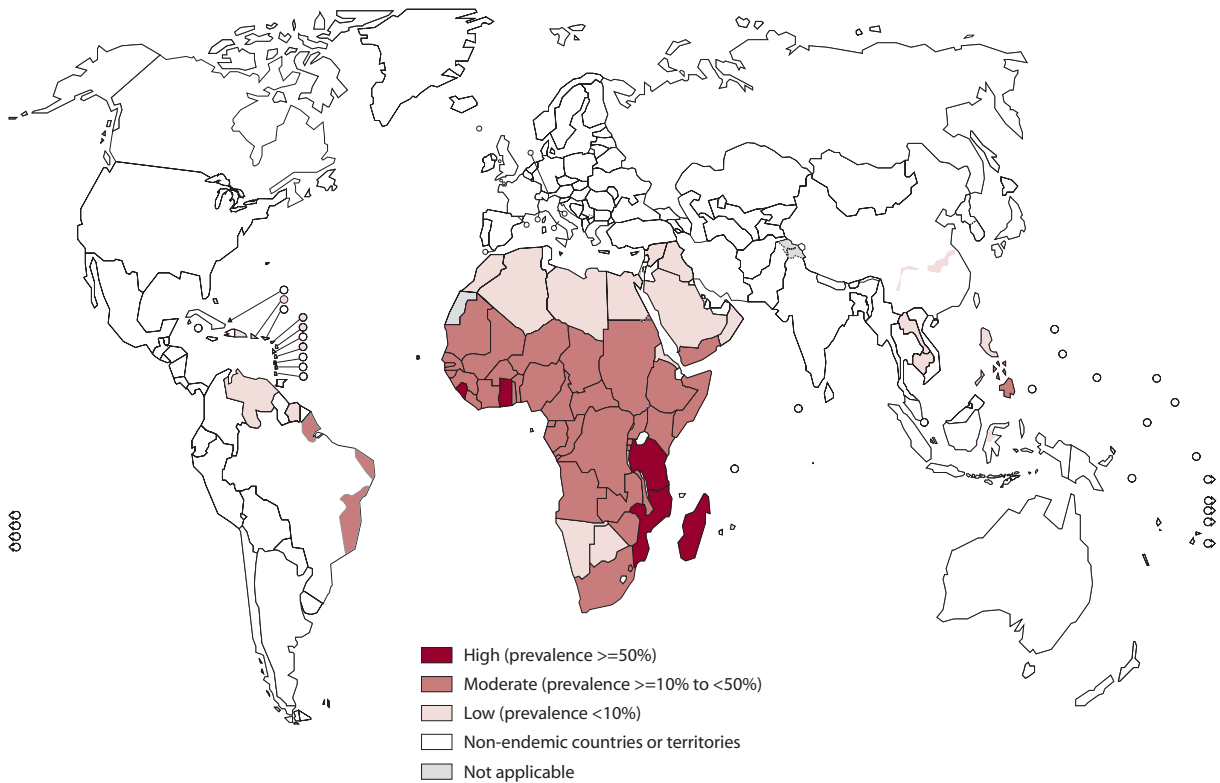 High (prevalence >=50%)
Moderate (prevalence >=10% to <50%)
Low (prevalence <10%)
Non-endemic countries or territories
Not applicable